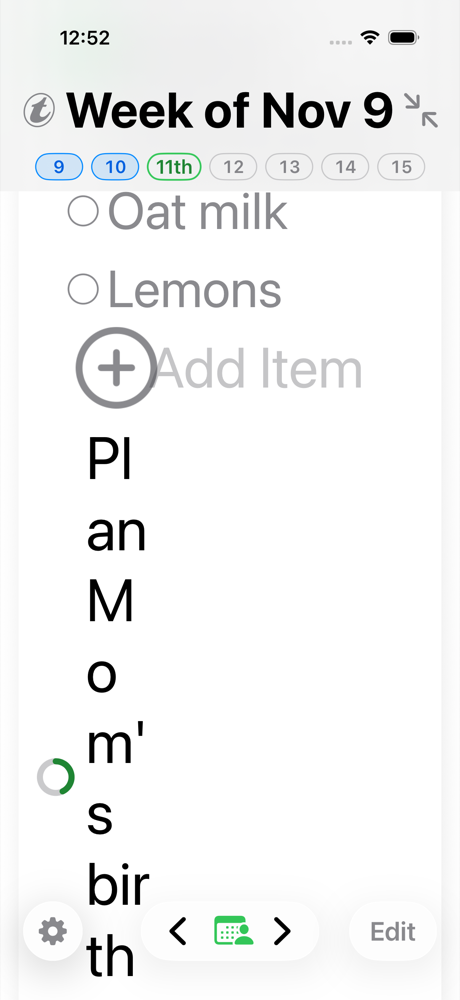 12:52
t Week of Nov 9
9 10 11th 12 13 14 15
Oat milk
Lemons
Add Item
Pl
an
M
o
m'
s
bir
th
Edit